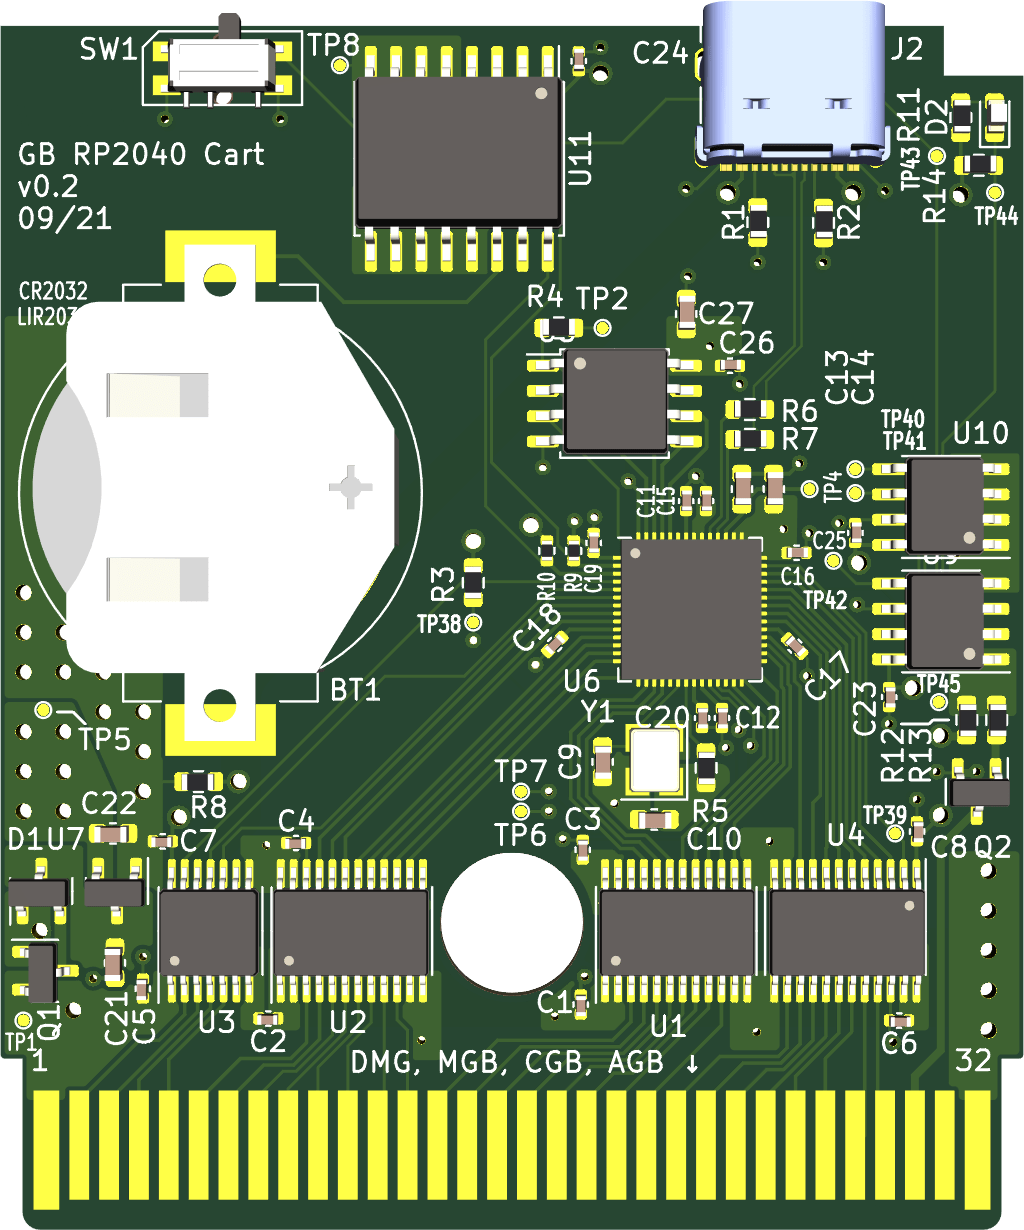 SW1
TP8
C24
J2
GB RP2040 Cart
v0.2
09/21
U11
R11
D2
TP43
R14
TP44
R1
R2
CR2032
R4
TP2
C27
C26
C13
C14
R6
R7
TP40
TP41
U10
C11
C15
TP4
C25
C16
R3
R10
R9
C19
TP38
C18
TP42
C17
U6
Y1
BT1
TP5
C20
C12
C23
TP45
C9
R12
R13
TP7
TP6
R5
R8
C22
C7
C4
C3
C10
U4
TP39
C8
Q2
D1
U7
Q1
C21
C5
U3
C2
U2
C1
U1
C6
TP1
1
DMG, MGB, CGB, AGB ↓
32